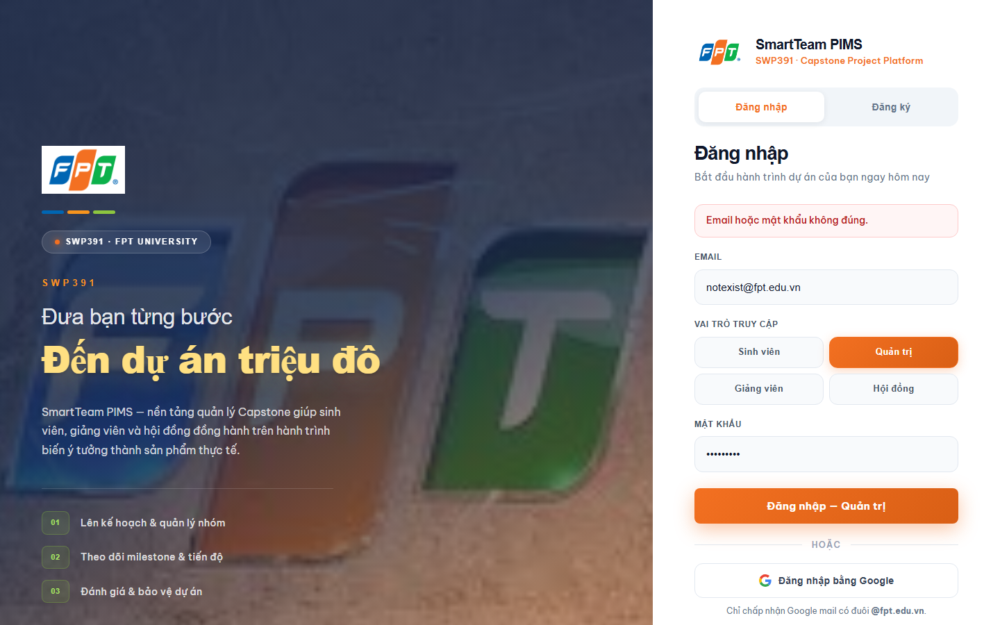 FPT®
SWP391 · FPT UNIVERSITY
SWP391
Đưa bạn từng bước
Đến dự án triệu đô
SmartTeam PIMS — nền tảng quản lý Capstone giúp sinh
viên, giảng viên và hội đồng đồng hành trên hành trình
biến ý tưởng thành sản phẩm thực tế.
01 Lên kế hoạch & quản lý nhóm
02 Theo dõi milestone & tiến độ
03 Đánh giá & bảo vệ dự án
FPT
FPT®
SmartTeam PIMS
SWP391 · Capstone Project Platform
Đăng nhập
Đăng ký
Đăng nhập
Bắt đầu hành trình dự án của bạn ngay hôm nay
Email hoặc mật khẩu không đúng.
EMAIL
notexist@fpt.edu.vn
VAI TRÒ TRUY CẬP
Sinh viên
Quản trị
Giảng viên
Hội đồng
MẬT KHẨU
•••••••••
Đăng nhập — Quản trị
HOẶC
Đăng nhập bằng Google
Chỉ chấp nhận Google mail có đuôi @fpt.edu.vn.